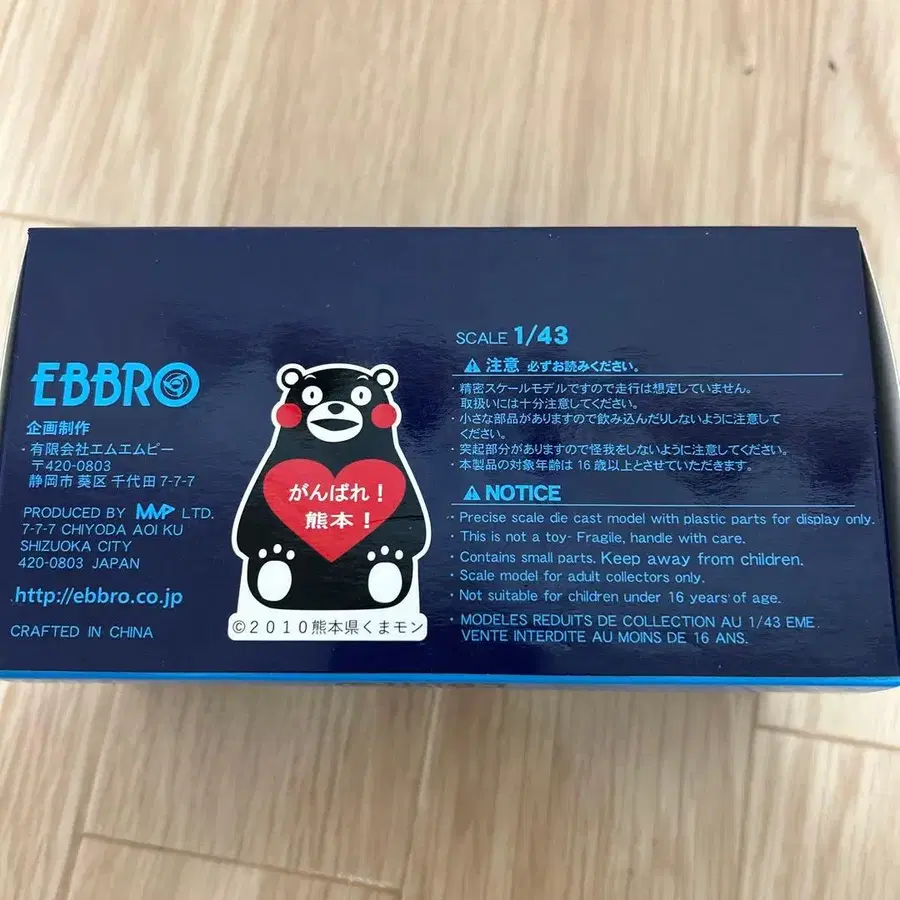 EBBRO
企画制作
有限会社エムエムピー
〒420-0803
静岡市 葵区 千代田 7-7-7
PRODUCED BY MMP LTD.
7-7-7 CHIYODA AOI KU
SHIZUOKA CITY
420-0803 JAPAN
http://ebbro.co.jp
CRAFTED IN CHINA
がんばれ！
熊本！
©2010熊本県くまモン
SCALE 1/43
注意 必ずお読みください。
・精密スケールモデルですので走行は想定していません。
取扱いには十分注意してください。
・小さな部品がありますので飲み込んだりしないように注意して
ください。
・突起部分がありますので怪我をしないように注意してください。
・本製品の対象年齢は 16 歳以上とさせていただきます。
NOTICE
・Precise scale die cast model with plastic parts for display only.
・This is not a toy- Fragile, handle with care.
・Contains small parts. Keep away from children.
・Scale model for adult collectors only.
・Not suitable for children under 16 years of age.
・MODELES REDUITS DE COLLECTION AU 1/43 EME.
VENTE INTERDITE AU MOINS DE 16 ANS.